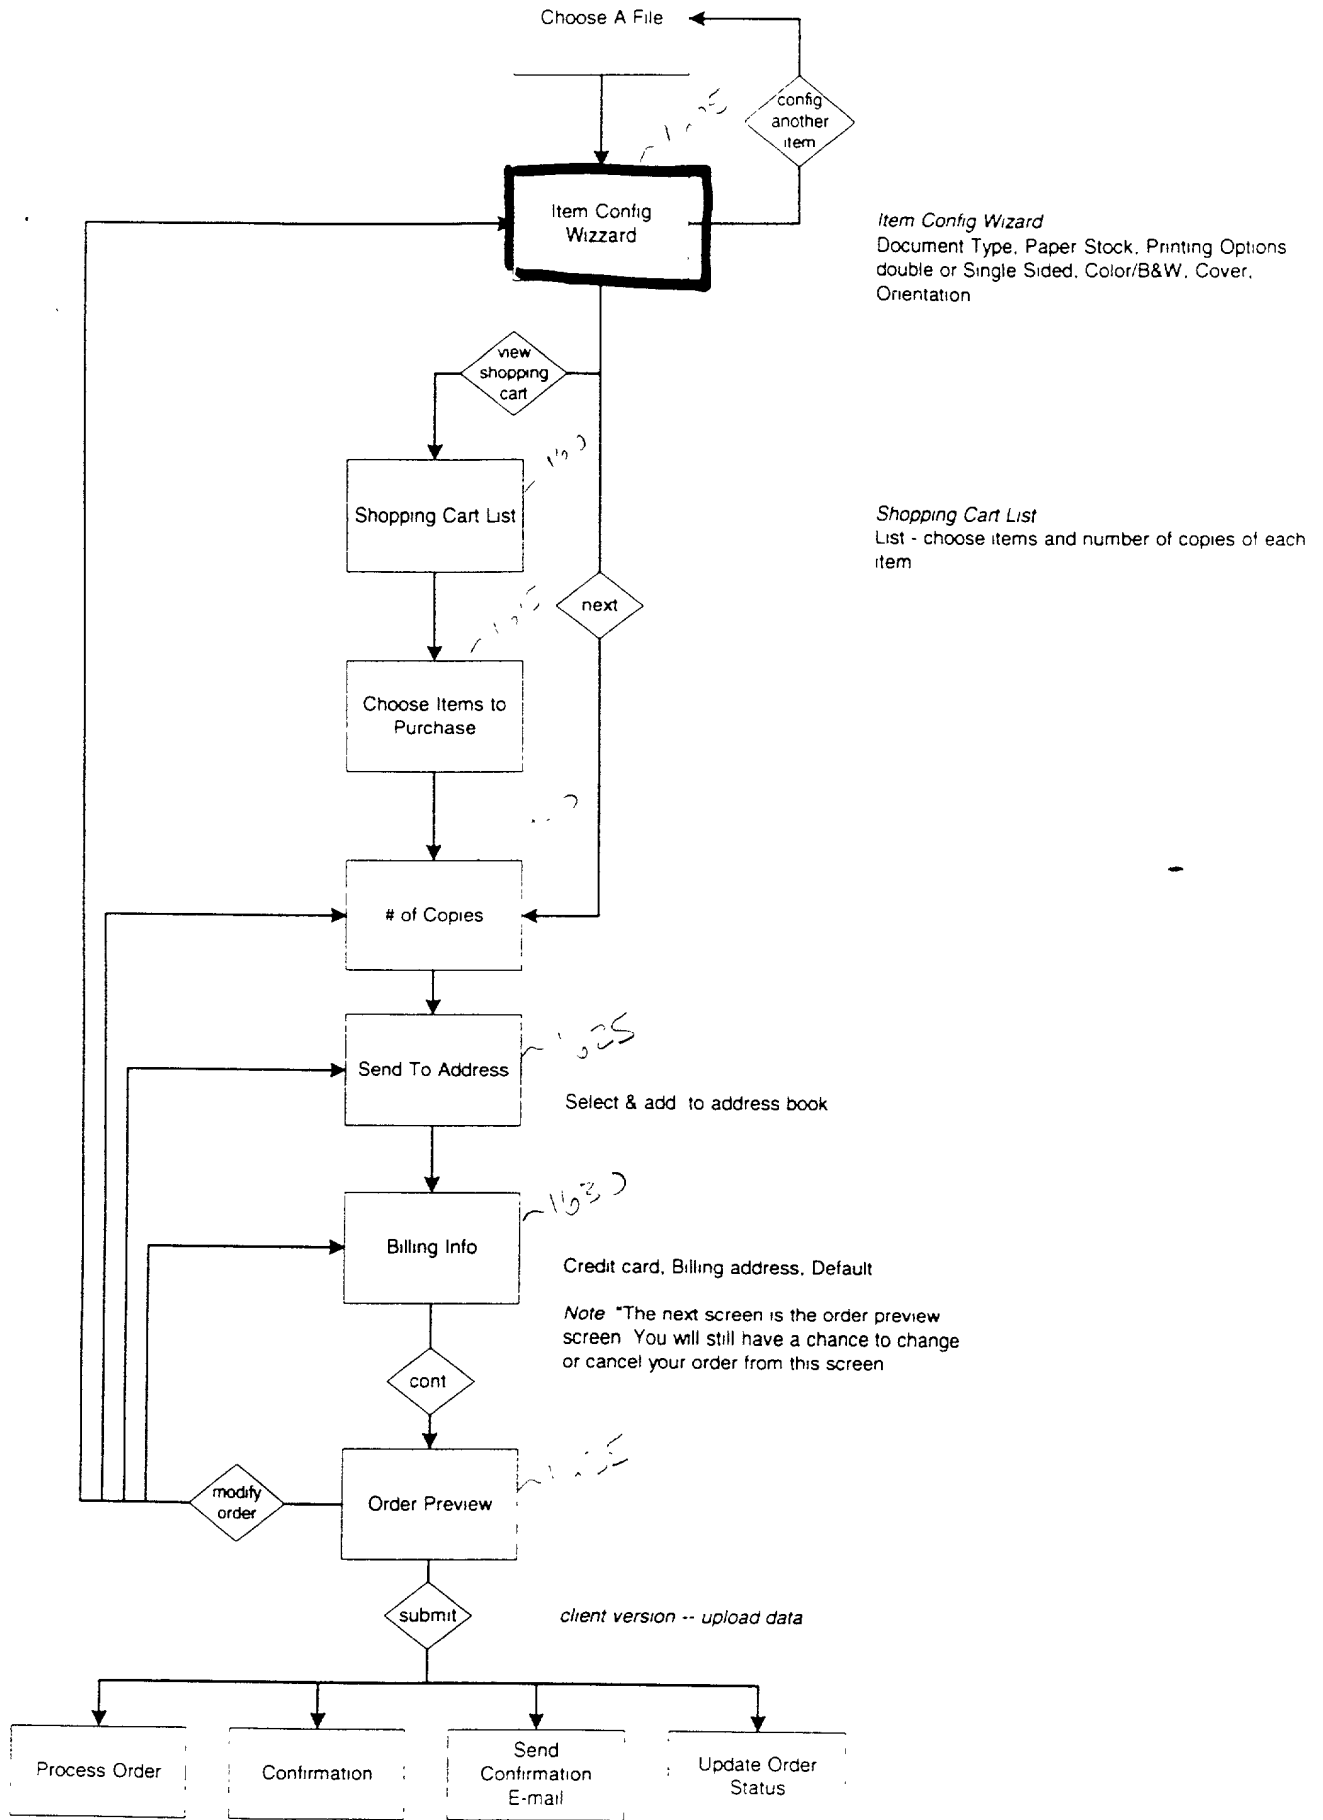 Choose A File
config
another
item
Item Config
Wizzard
Item Config Wizard
Document Type, Paper Stock, Printing Options
double or Single Sided, Color/B&W, Cover,
Orientation
view
shopping
cart
Shopping Cart List
Shopping Cart List
List - choose items and number of copies of each
item
next
Choose Items to
Purchase
# of Copies
Send To Address
Select & add to address book
1630
Billing Info
Credit card, Billing address, Default
Note "The next screen is the order preview
screen You will still have a chance to change
or cancel your order from this screen
cont
modify
order
Order Preview
submit
client version -- upload data
Process Order
Confirmation
Send
Confirmation
E-mail
Update Order
Status